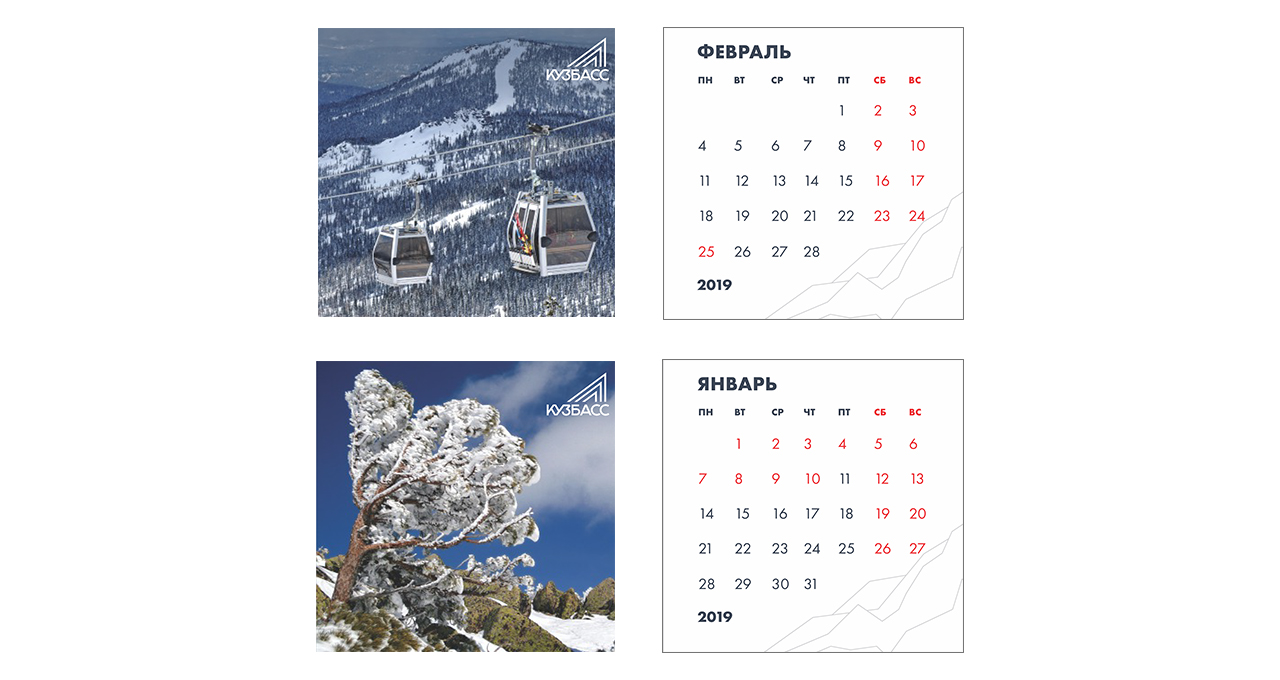 КУЗБАСС
ФЕВРАЛЬ
ПН ВТ СР ЧТ ПТ СБ ВС
1 2 3
4 5 6 7 8 9 10
11 12 13 14 15 16 17
18 19 20 21 22 23 24
25 26 27 28
2019
КУЗБАСС
ЯНВАРЬ
ПН ВТ СР ЧТ ПТ СБ ВС
1 2 3 4 5 6
7 8 9 10 11 12 13
14 15 16 17 18 19 20
21 22 23 24 25 26 27
28 29 30 31
2019